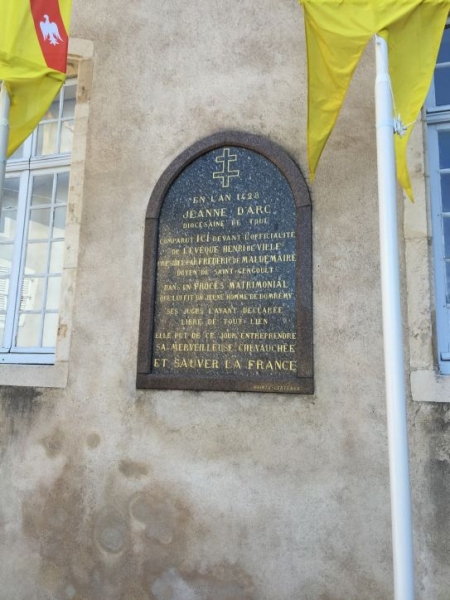 EN L'AN 1428
JEANNE D'ARC
DIOCÉSAINE DE TOUL
COMPARUT ICI DEVANT L'OFFICIALITÉ
DE L'ÉVÊQUE HENRI DE VILLE
PRÉSIDÉE PAR FRÉDÉRIC DE MALDEMAIRE
DOYEN DE SAINT-GENGOULT
DANS UN PROCÈS MATRIMONIAL
QUE LUI FIT UN JEUNE HOMME DE DOMREMY
SES JUGES L'AYANT DÉCLARÉE
LIBRE DE TOUT LIEN
ELLE PUT DE CE JOUR ENTREPRENDRE
SA MERVEILLEUSE CHEVAUCHÉE
ET SAUVER LA FRANCE